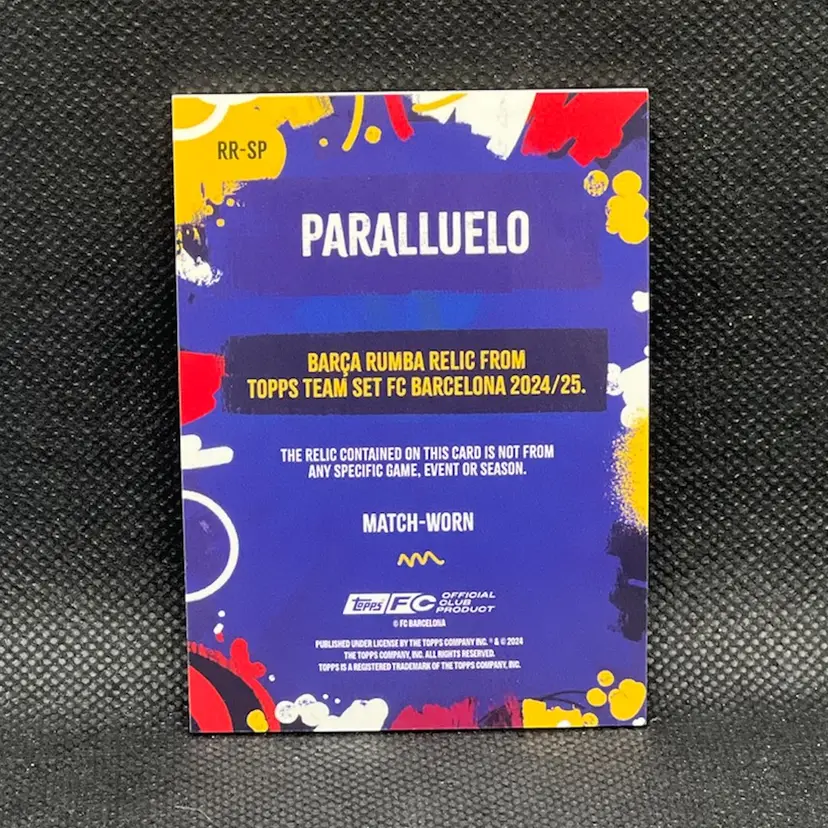 RR-SP
PARALLUELO
BARÇA RUMBA RELIC FROM
TOPPS TEAM SET FC BARCELONA 2024/25.
THE RELIC CONTAINED ON THIS CARD IS NOT FROM
ANY SPECIFIC GAME, EVENT OR SEASON.
MATCH-WORN
topps FC OFFICIAL
CLUB
PRODUCT
© FC BARCELONA
PUBLISHED UNDER LICENSE BY THE TOPPS COMPANY INC. ® & © 2024
THE TOPPS COMPANY, INC. ALL RIGHTS RESERVED.
TOPPS IS A REGISTERED TRADEMARK OF THE TOPPS COMPANY, INC.